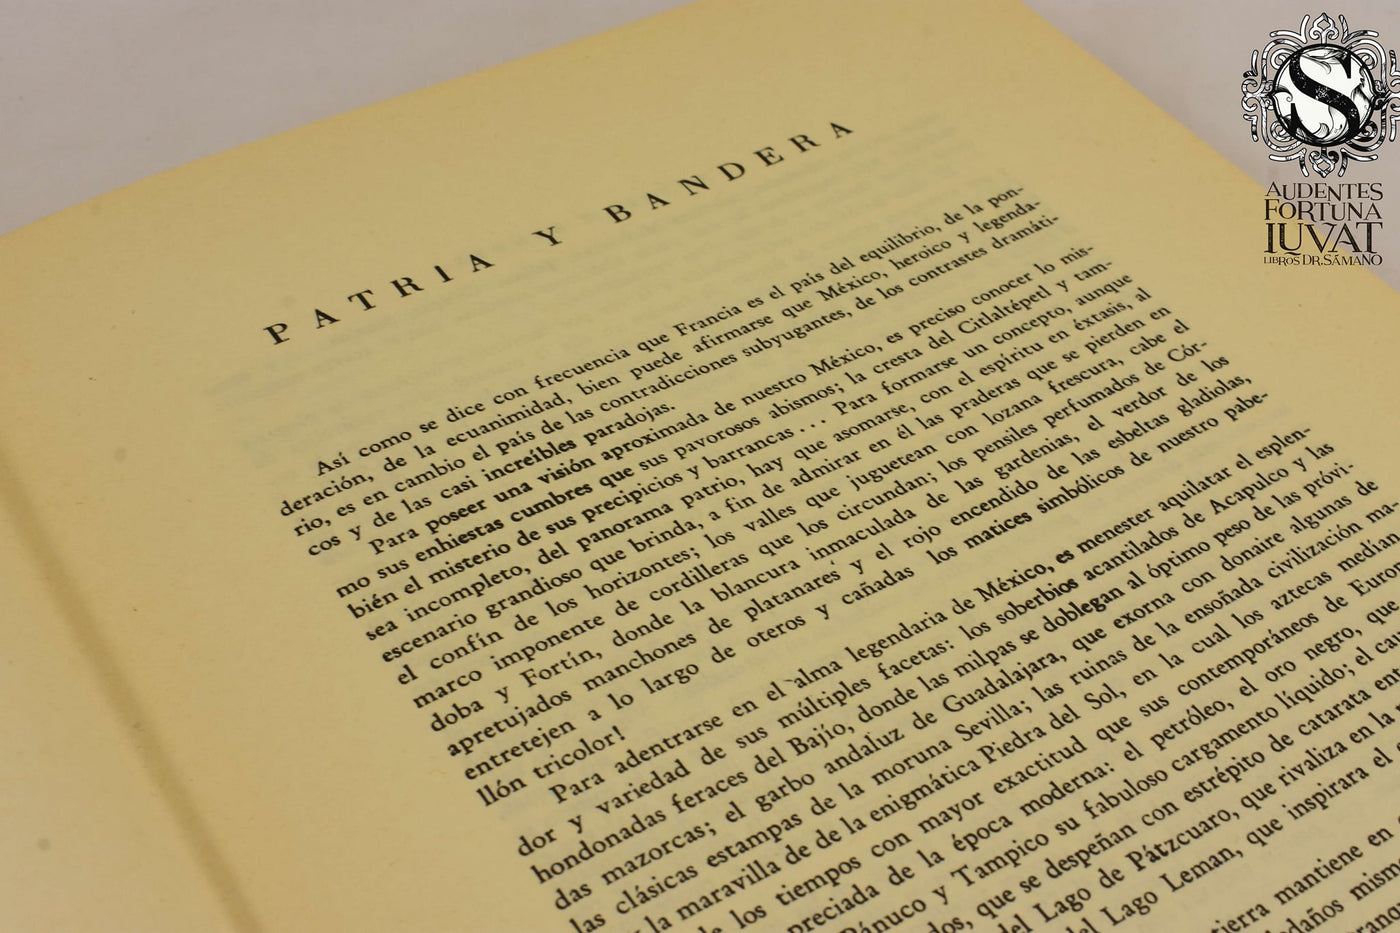 PATRIA Y BANDERA
Así como se dice con frecuencia que Francia es el país del equilibrio, de la pon-
deración, de la ecuanimidad, bien puede afirmarse que México, heroico y legenda-
rio, es en cambio el país de las contradicciones subyugantes, de los contrastes dramáti-
cos y de las casi increíbles paradojas.
Para poseer una visión aproximada de nuestro México, es preciso conocer lo mis-
mo sus enhiestas cumbres que sus pavorosos abismos; la cresta del Citlaltépetl y tam-
bién el misterio de sus precipicios y barrancas... Para formarse un concepto, aunque
sea incompleto, del panorama patrio, hay que asomarse, con el espíritu en éxtasis, al
escenario grandioso que brinda, a fin de admirar en él las praderas que se pierden en
el confín de los horizontes; los valles que juguetean con lozana frescura, cabe el
marco imponente de cordilleras que los circundan; los pensiles perfumados de Cór-
doba y Fortín, donde la blancura inmaculada de las gardenias, el verdor de los
apretujados manchones de platanares y el rojo encendido de las esbeltas gladiolas,
entretejen a lo largo de oteros y cañadas los matices simbólicos de nuestro pabe-
llón tricolor!
Para adentrarse en el alma legendaria de México, es menester aquilatar el esplen-
dor y variedad de sus múltiples facetas: los soberbios acantilados de Acapulco y las
hondonadas feraces del Bajío, donde las milpas se doblegan al óptimo peso de las próvi-
das mazorcas; el garbo andaluz de Guadalajara, que exorna con donaire algunas de
las clásicas estampas de la moruna Sevilla; las ruinas de la ensoñada civilización ma-
la maravilla de de la enigmática Piedra del Sol, en la cual los aztecas medían
los tiempos con mayor exactitud que sus contemporáneos de Europ
preciada de la época moderna: el petróleo, el oro negro, que
Pánuco y Tampico su fabuloso cargamento líquido; el ca
dos, que se despeñan con estrépito de catarata en
del Lago de Pátzcuaro, que rivaliza en la
del Lago Leman, que inspirara el
tierra mantiene en
dadaños mism
S
AUDENTES
FORTUNA
IUVAT
LIBROS DR. SÁMANO